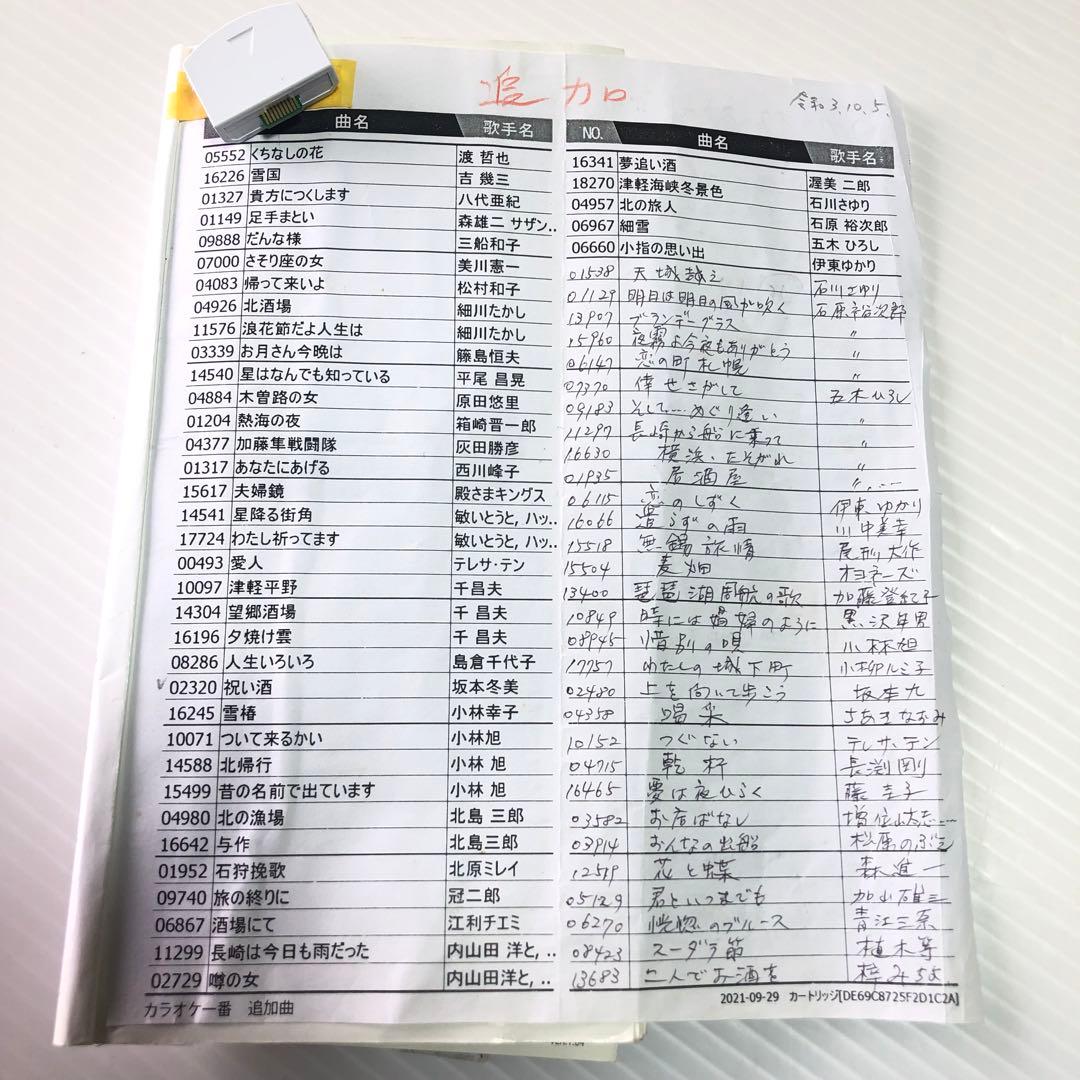 追加
令和3.10.5.
曲名 歌手名
05552 くちなしの花 渡 哲也
16226 雪国 吉 幾三
01327 貴方につくします 八代亜紀
01149 足手まとい 森雄二 サザン..
09888 だんな様 三船和子
07000 さそり座の女 美川憲一
04083 帰って来いよ 松村和子
04926 北酒場 細川たかし
11576 浪花節だよ人生は 細川たかし
03339 お月さん今晩は 藤島恒夫
14540 星はなんでも知っている 平尾 昌晃
04884 木曽路の女 原田悠里
01204 熱海の夜 箱崎晋一郎
04377 加藤隼戦闘隊 灰田勝彦
01317 あなたにあげる 西川峰子
15617 夫婦鏡 殿さまキングス
14541 星降る街角 敏いとうと, ハッ..
17724 わたし祈ってます 敏いとうと, ハッ..
00493 愛人 テレサ・テン
10097 津軽平野 千昌夫
14304 望郷酒場 千 昌夫
16196 夕焼け雲 千 昌夫
08286 人生いろいろ 島倉千代子
02320 祝い酒 坂本冬美
16245 雪椿 小林幸子
10071 ついて来るかい 小林旭
14588 北帰行 小林 旭
15499 昔の名前で出ています 小林 旭
04980 北の漁場 北島 三郎
16642 与作 北島三郎
01952 石狩挽歌 北原ミレイ
09740 旅の終りに 冠二郎
06867 酒場にて 江利チエミ
11299 長崎は今日も雨だった 内山田 洋と, ..
02729 噂の女 内山田洋と, ..
カラオケ一番 追加曲
NO. 曲名 歌手名
16341 夢追い酒 渥美 二郎
18270 津軽海峡冬景色 石川さゆり
04957 北の旅人 石原 裕次郎
06967 細雪 五木 ひろし
06660 小指の思い出 伊東ゆかり
01538 天城越え 石川さゆり
01129 明日は明日の風が吹く 石原裕次郎
13907 ブランデーグラス 〃
15960 夜霧よ今夜もありがとう 〃
06147 恋の町札幌 〃
07370 倖せさがして 五木ひろし
09183 そして…めぐり逢い 〃
11297 長崎から船に乗って 〃
16630 横浜・たそがれ 〃
01935 居酒屋 〃
06115 恋のしずく 伊東ゆかり
16066 遣らずの雨 川中美幸
15518 無錫旅情 尾形大作
15504 麦畑 オヨネーズ
13400 琵琶湖周航の歌 加藤登紀子
10849 時には娼婦のように 黒沢年男
08945 惜別の唄 小林旭
17757 わたしの城下町 小柳ルミ子
02480 上を向いて歩こう 坂本九
04358 喝采 ちあきなおみ
10152 つぐない テレサ・テン
04715 乾杯 長渕剛
16465 夢は夜ひらく 藤圭子
03582 お店ばなし 増位山太志…
03914 おんなの出船 松原のぶえ
12519 花と蝶 森進一
05129 君といつまでも 加山雄三
06270 恍惚のブルース 青江三奈
08423 スーダラ節 植木等
13683 二人でお酒を 梓みちよ
2021-09-29 カートリッジ[DE69C8725F2D1C2A]